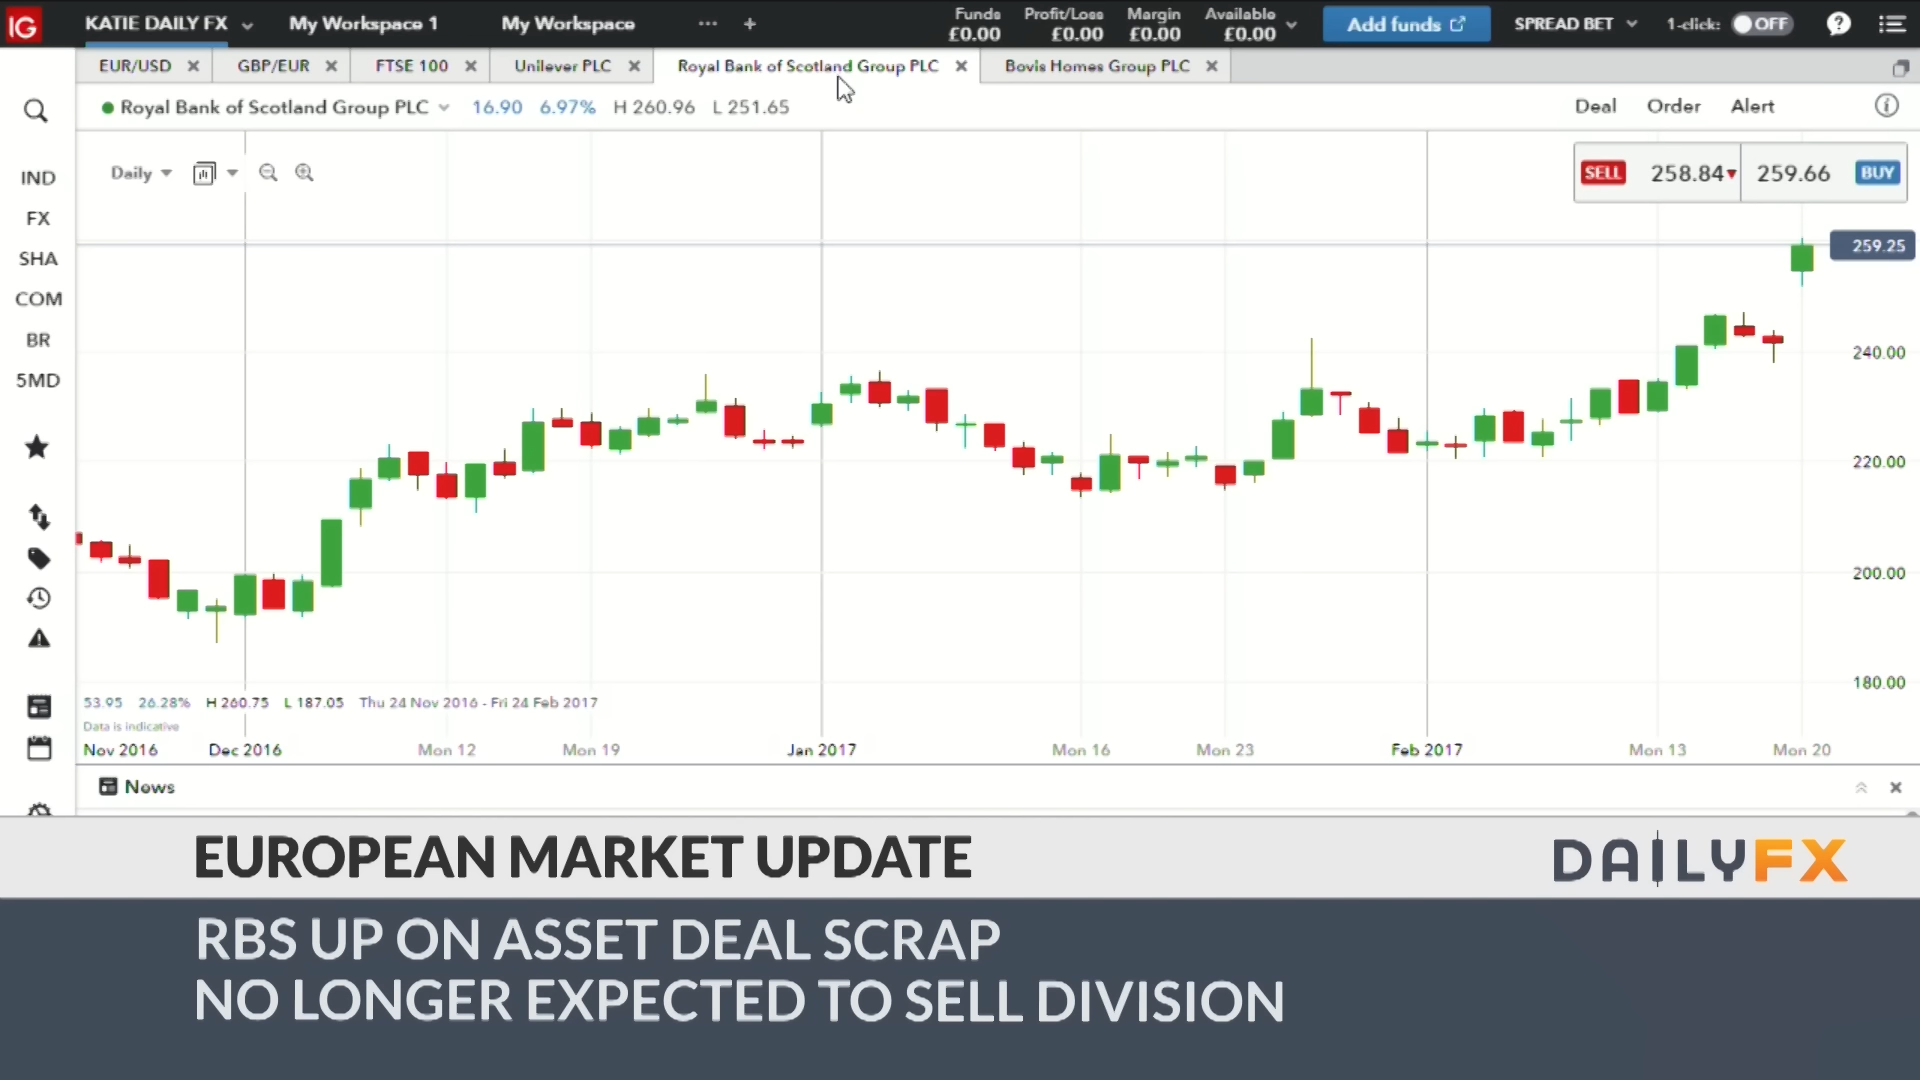 IG KATIE DAILY FX My Workspace 1 My Workspace ··· + Funds £0.00 Profit/Loss £0.00 Margin £0.00 Available £0.00 Add funds SPREAD BET 1-click: OFF
EUR/USD GBP/EUR FTSE 100 Unilever PLC Royal Bank of Scotland Group PLC Bovis Homes Group PLC
Royal Bank of Scotland Group PLC 16.90 6.97% H 260.96 L 251.65 Deal Order Alert
Daily
SELL 258.84 259.66 BUY
IND
FX
SHA
COM
BR
5MD
259.25
240.00
220.00
200.00
180.00
53.95 26.28% H 260.75 L 187.05 Thu 24 Nov 2016 - Fri 24 Feb 2017
Data is indicative
Nov 2016 Dec 2016 Mon 12 Mon 19 Jan 2017 Mon 16 Mon 23 Feb 2017 Mon 13 Mon 20
News
EUROPEAN MARKET UPDATE
DAILYFX
RBS UP ON ASSET DEAL SCRAP
NO LONGER EXPECTED TO SELL DIVISION